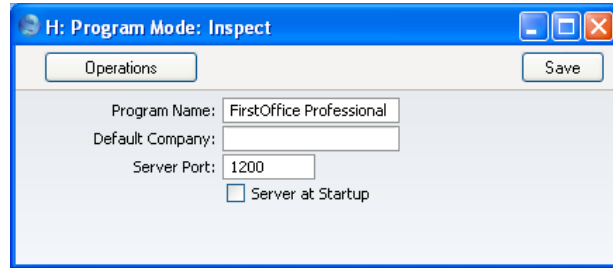 H: Program Mode: Inspect
Operations Save
Program Name: FirstOffice Professional
Default Company:
Server Port: 1200
Server at Startup